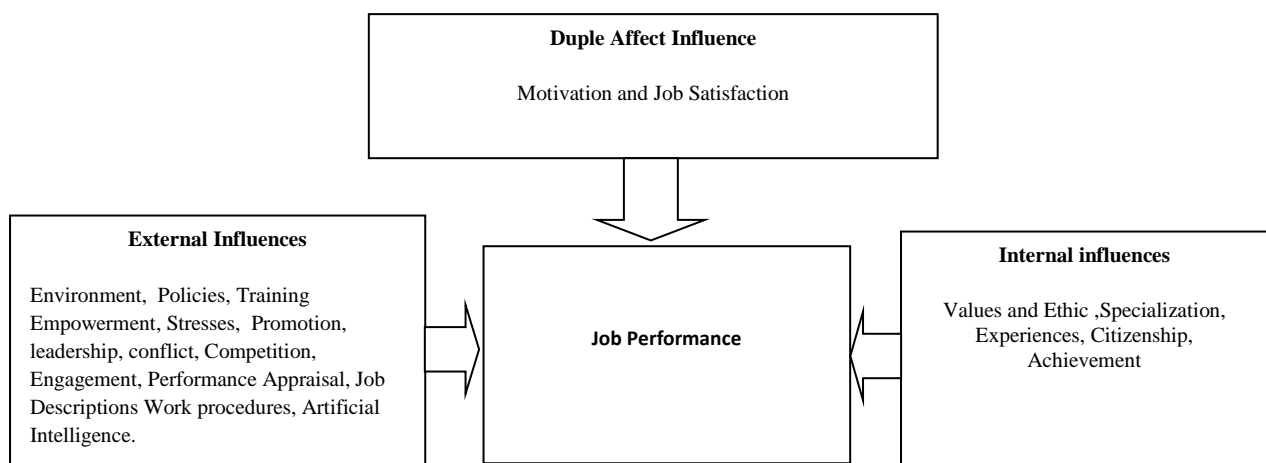 Duple Affect Influence
Motivation and Job Satisfaction
External Influences
Environment, Policies, Training
Empowerment, Stresses, Promotion,
leadership, conflict, Competition,
Engagement, Performance Appraisal, Job
Descriptions Work procedures, Artificial
Intelligence.
Job Performance
Internal influences
Values and Ethic ,Specialization,
Experiences, Citizenship,
Achievement